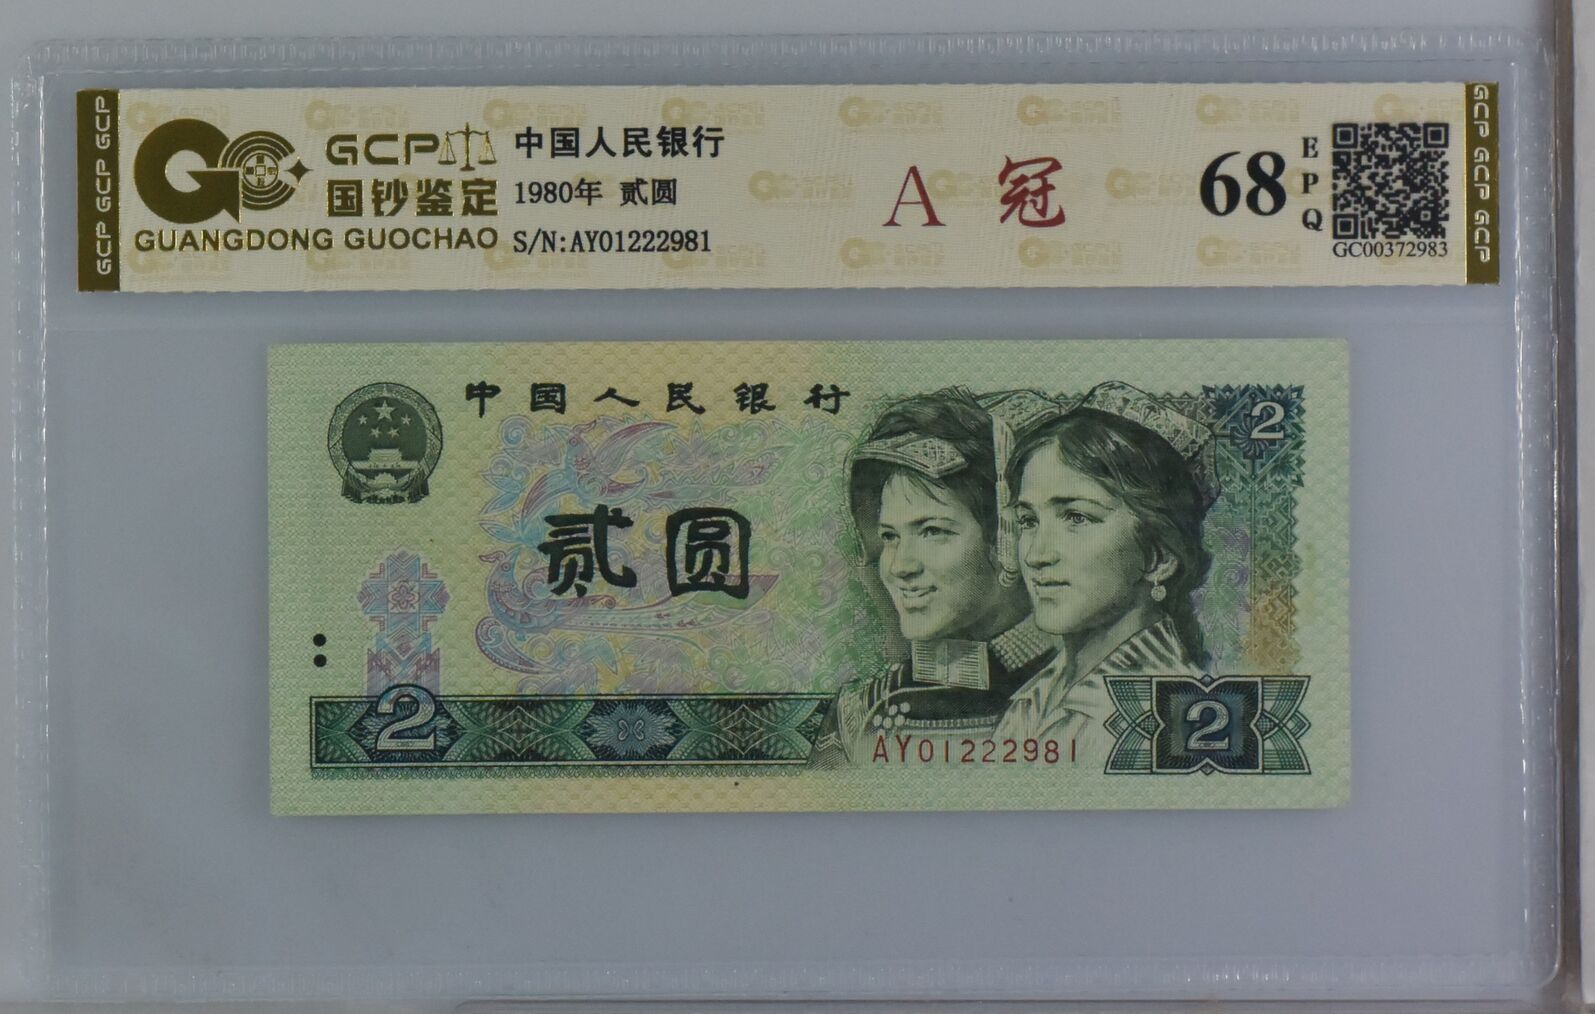 GCP GCP GCP
GCP
国钞鉴定
GUANGDONG GUOCHAO
中国人民银行
1980年 贰圆
S/N:AY01222981
A 冠
68
EPQ
GC00372983
GCP GCP GCP
中国人民银行
2
贰圆
2
AY01222981
2